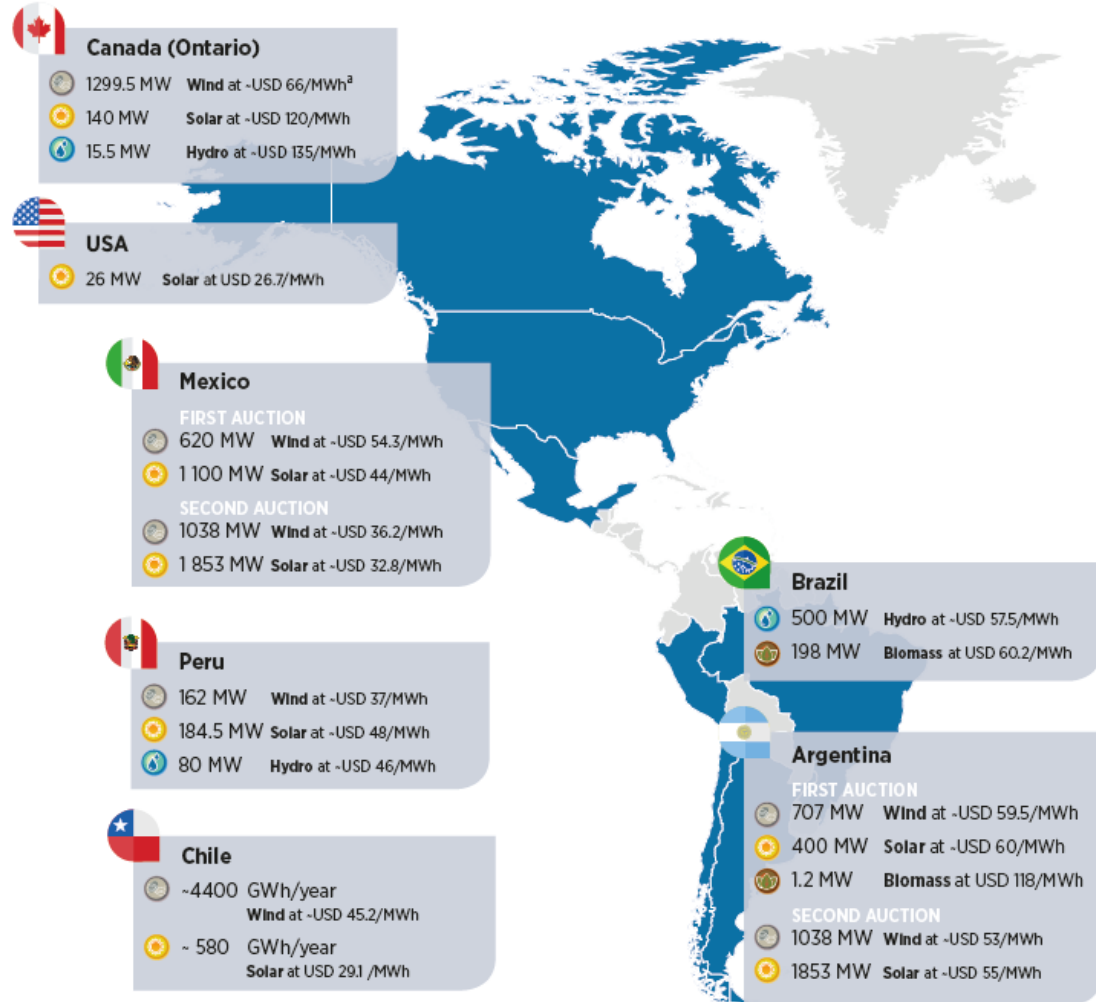 Canada (Ontario)
1299.5 MW Wind at ~USD 66/MWhª
140 MW Solar at ~USD 120/MWh
15.5 MW Hydro at ~USD 135/MWh
USA
26 MW Solar at USD 26.7/MWh
Mexico
FIRST AUCTION
620 MW Wind at ~USD 54.3/MWh
1 100 MW Solar at ~USD 44/MWh
SECOND AUCTION
1038 MW Wind at ~USD 36.2/MWh
1 853 MW Solar at ~USD 32.8/MWh
Peru
162 MW Wind at ~USD 37/MWh
184.5 MW Solar at ~USD 48/MWh
80 MW Hydro at ~USD 46/MWh
Chile
~4400 GWh/year
Wind at ~USD 45.2/MWh
~ 580 GWh/year
Solar at USD 29.1 /MWh
Brazil
500 MW Hydro at ~USD 57.5/MWh
198 MW Biomass at USD 60.2/MWh
Argentina
FIRST AUCTION
707 MW Wind at ~USD 59.5/MWh
400 MW Solar at ~USD 60/MWh
1.2 MW Biomass at USD 118/MWh
SECOND AUCTION
1038 MW Wind at ~USD 53/MWh
1853 MW Solar at ~USD 55/MWh